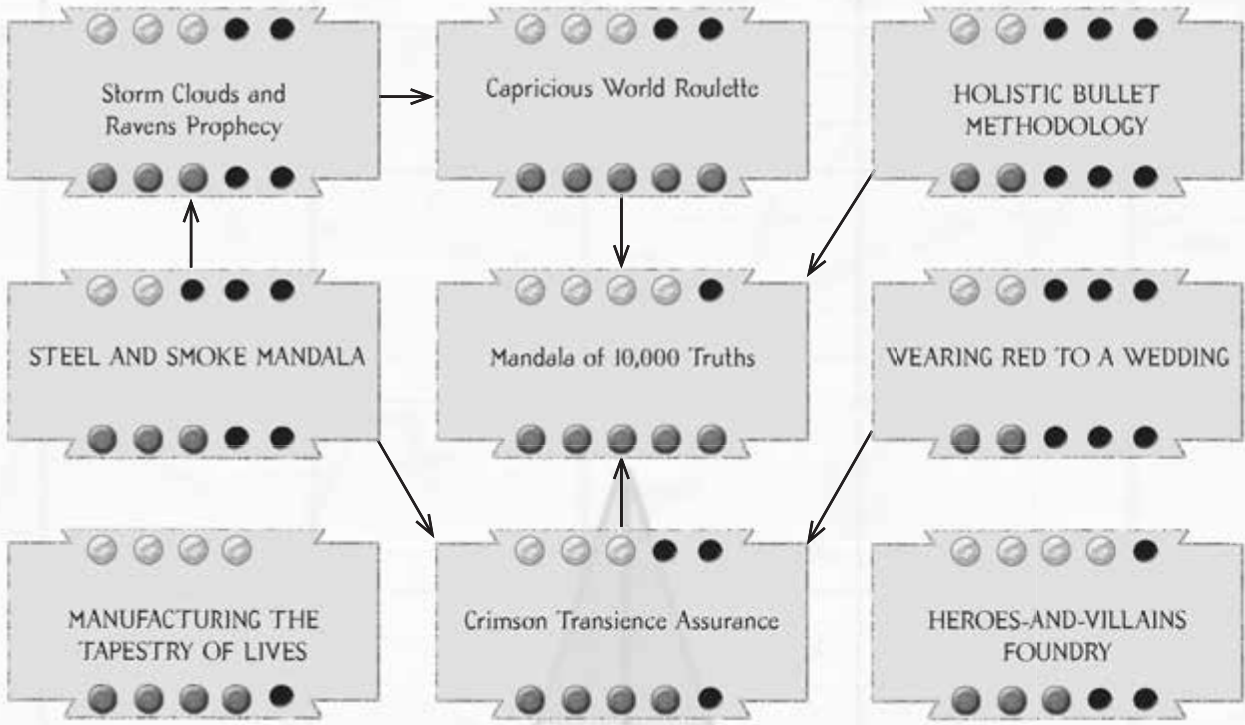 Storm Clouds and
Ravens Prophecy
Capricious World Roulette
HOLISTIC BULLET
METHODOLOGY
STEEL AND SMOKE MANDALA
Mandala of 10,000 Truths
WEARING RED TO A WEDDING
MANUFACTURING THE
TAPESTRY OF LIVES
Crimson Transience Assurance
HEROES-AND-VILLAINS
FOUNDRY